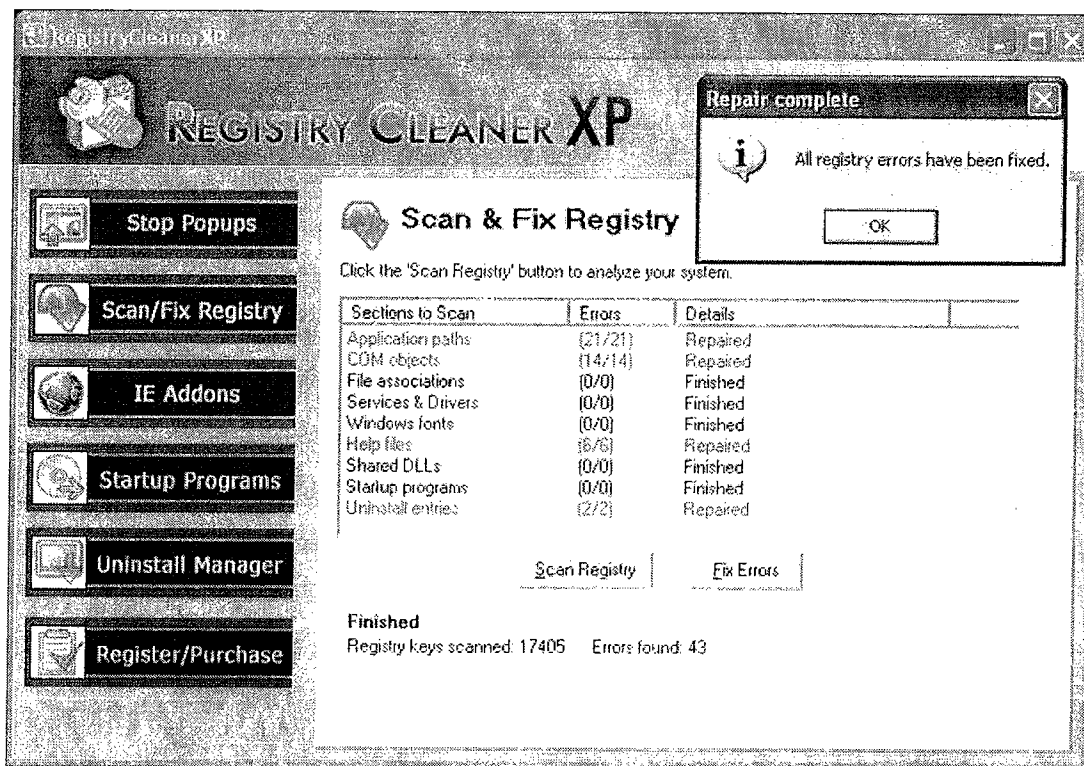 RegistryCleanerXP
REGISTRY CLEANER XP
Repair complete
All registry errors have been fixed.
OK
Stop Popups
Scan/Fix Registry
IE Addons
Startup Programs
Uninstall Manager
Register/Purchase
Scan & Fix Registry
Click the 'Scan Registry' button to analyze your system.
Sections to Scan Errors Details
Application paths (21/21) Repaired
COM objects (14/14) Repaired
File associations (0/0) Finished
Services & Drivers (0/0) Finished
Windows fonts (0/0) Finished
Help files (6/6) Repaired
Shared DLLs (0/0) Finished
Startup programs (0/0) Finished
Uninstall entries (2/2) Repaired
Scan Registry Fix Errors
Finished
Registry keys scanned: 17405 Errors found: 43